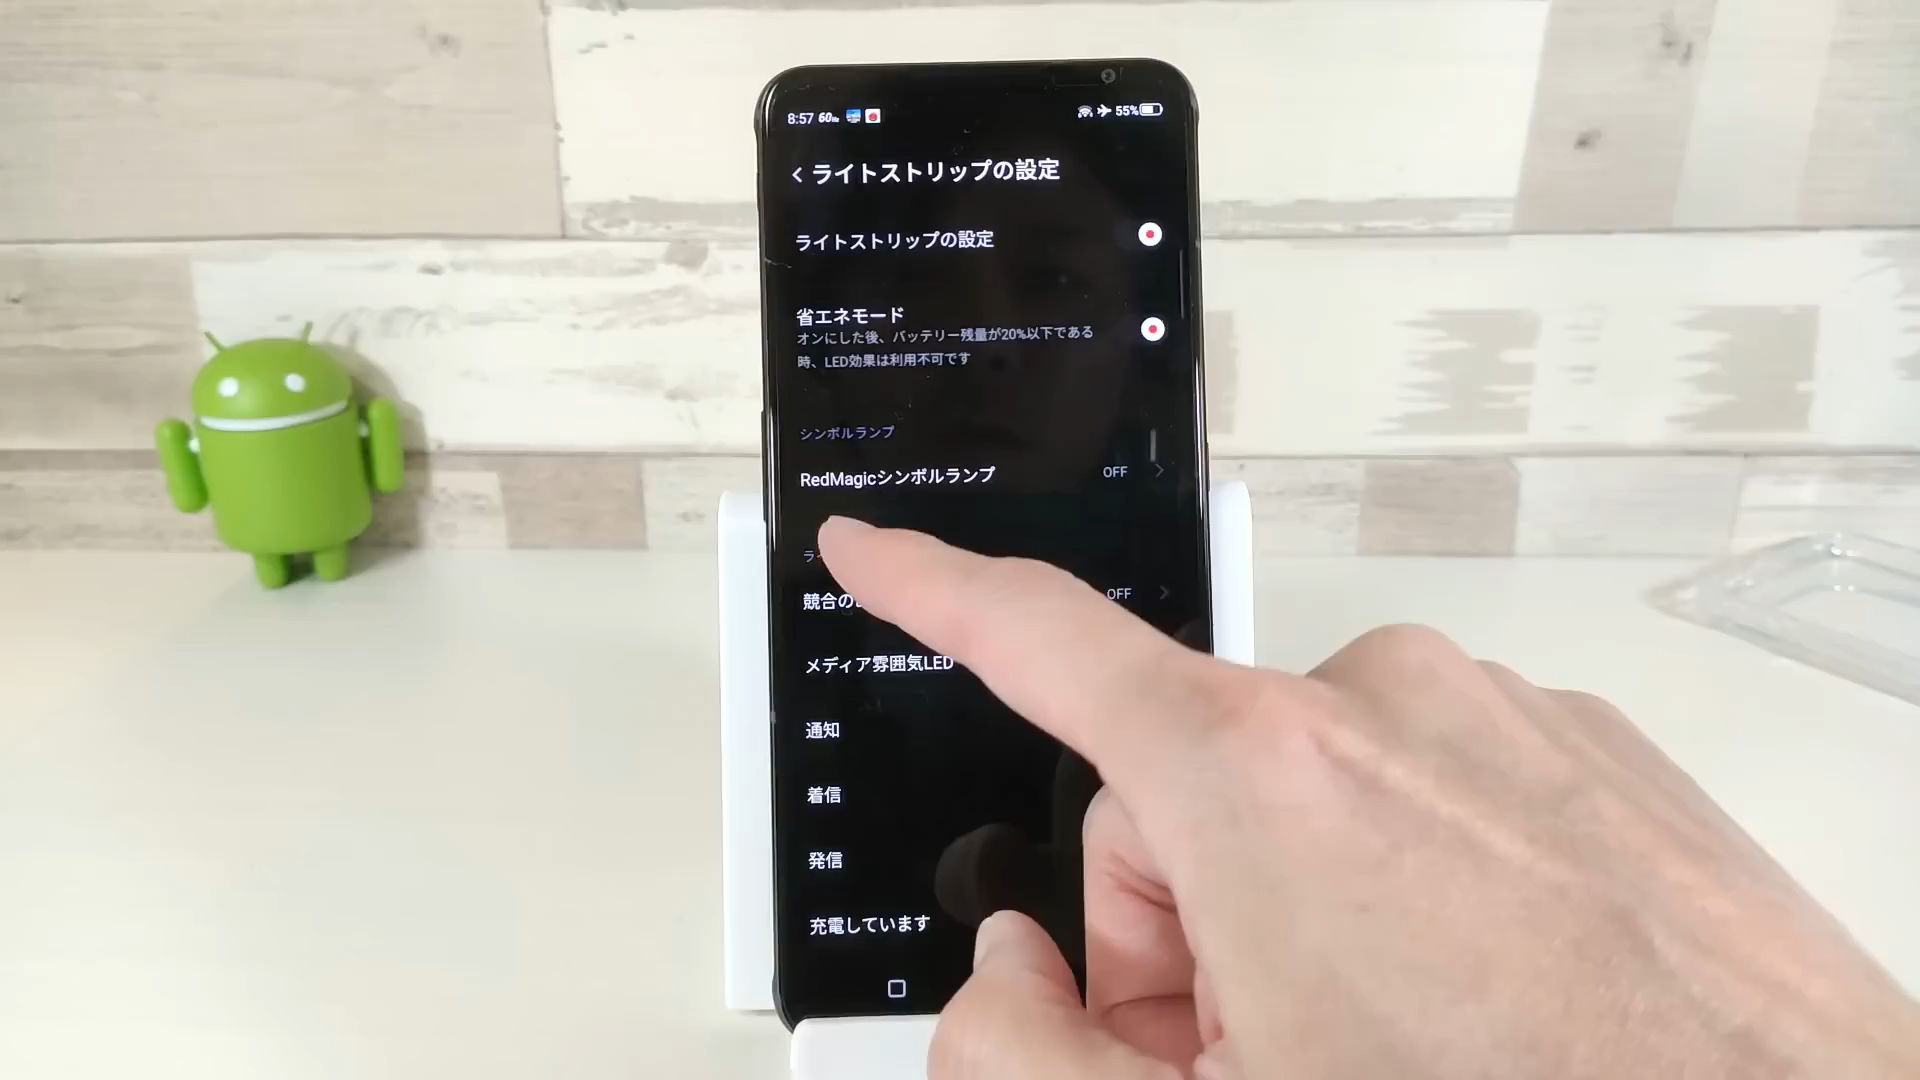 8:57 60Hz 55%
ライトストリップの設定
ライトストリップの設定
省エネモード
オンにした後、バッテリー残量が20%以下である
時、LED効果は利用不可です
シンボルランプ
RedMagicシンボルランプ OFF
競合の OFF
メディア雰囲気LED
通知
着信
発信
充電しています